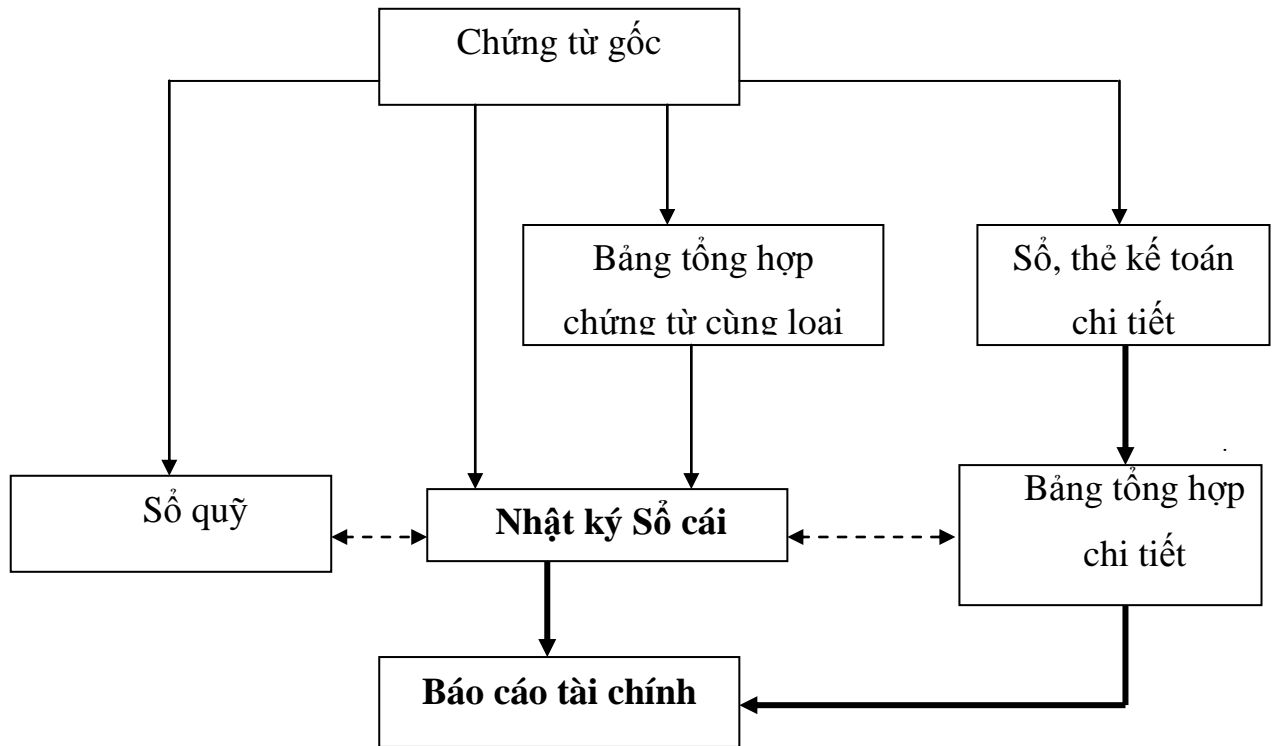 Chứng từ gốc
Bảng tổng hợp
chứng từ cùng loại
Sổ, thẻ kế toán
chi tiết
Sổ quỹ
Nhật ký Sổ cái
Bảng tổng hợp
chi tiết
Báo cáo tài chính